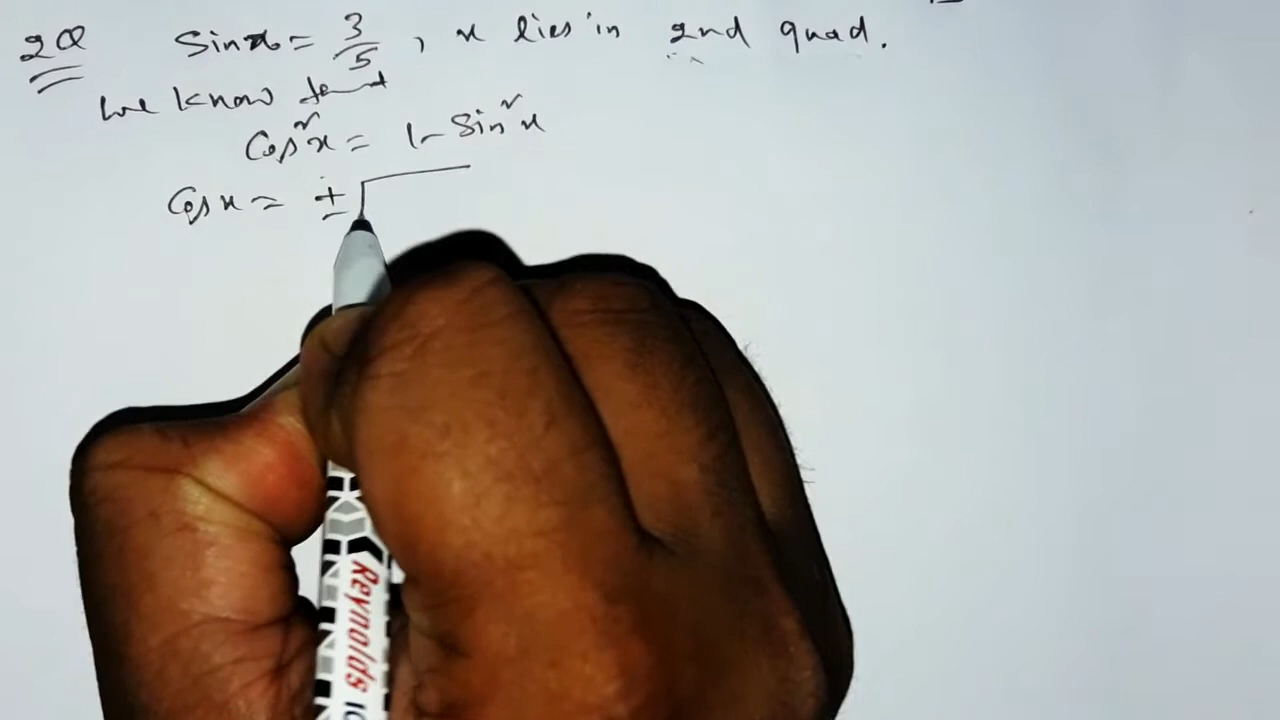 2Q Sinx = 3/5, x lies in 2nd quad.
We know that
Cos²x = 1 - Sin²x
Cosx = ±√
Reynolds